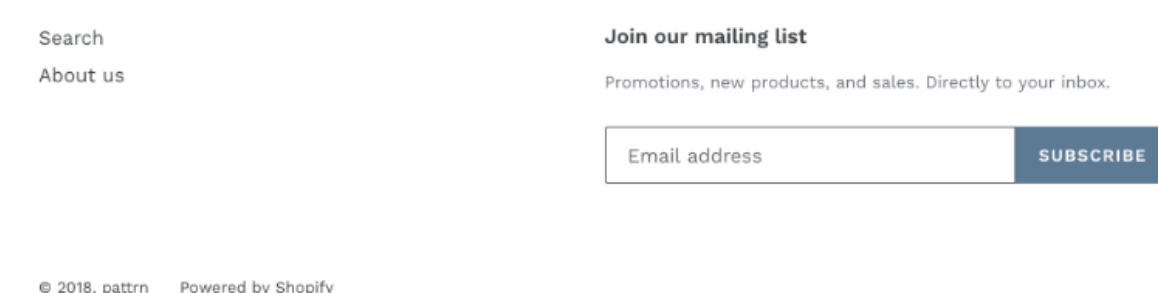 Search
About us
Join our mailing list
Promotions, new products, and sales. Directly to your inbox.
Email address
SUBSCRIBE
© 2018, pattrn Powered by Shopify